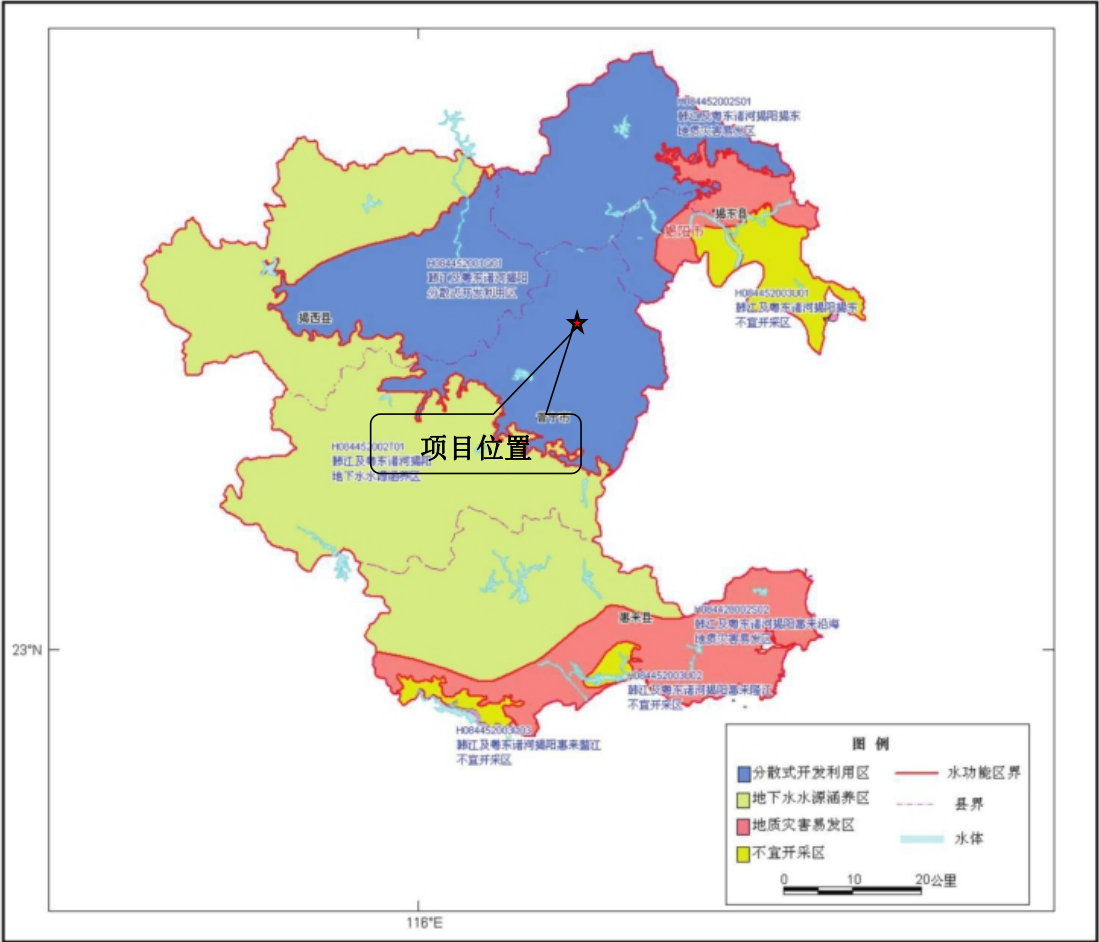 H084452002S01
韩江及粤东诸河揭阳揭东
地质灾害易发区
揭东县
揭阳市
H084452001Q01
韩江及粤东诸河揭阳
分散式开发利用区
H084452003U01
韩江及粤东诸河揭阳揭东
不宜开采区
揭西县
普宁市
项目位置
H084452002T01
韩江及粤东诸河揭阳
地下水水源涵养区
惠来县
H084428002S02
韩江及粤东诸河揭阳惠来沿海
地质灾害易发区
23°N
H084452003U02
韩江及粤东诸河揭阳惠来隆江
不宜开采区
H084452003U03
韩江及粤东诸河揭阳惠来螯江
不宜开采区
图 例
分散式开发利用区
水功能区界
地下水水源涵养区
县界
地质灾害易发区
水体
不宜开采区
0 10 20公里
116°E